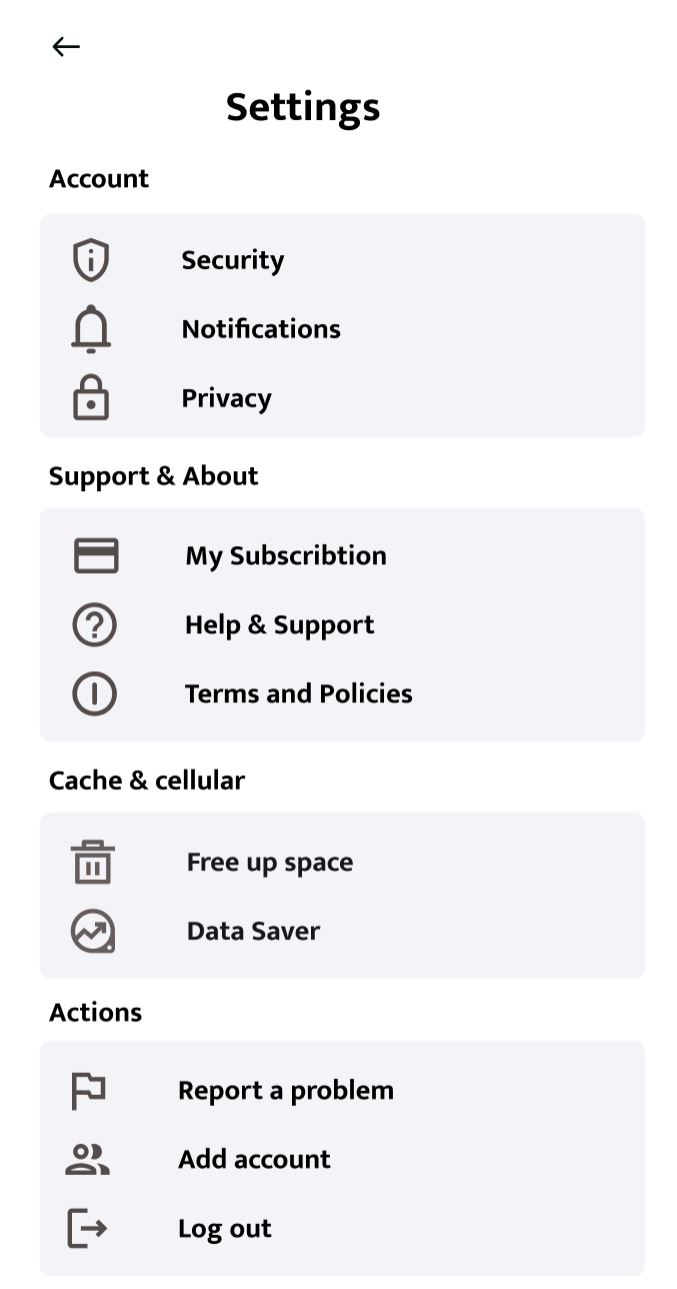 Settings
Account
Security
Notifications
Privacy
Support & About
My Subscribtion
Help & Support
Terms and Policies
Cache & cellular
Free up space
Data Saver
Actions
Report a problem
Add account
Log out